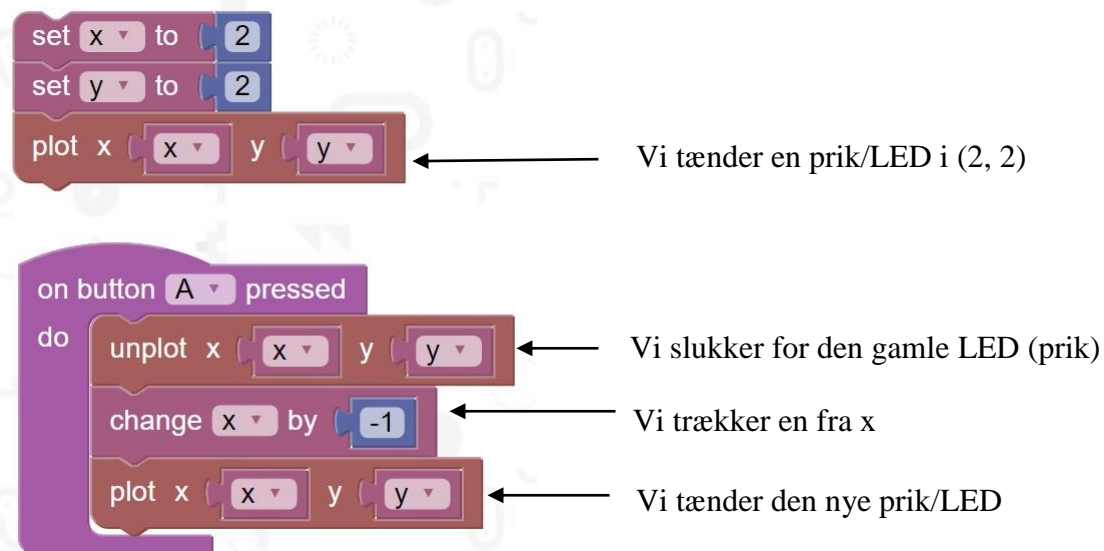 set x to 2
set y to 2
plot x x y y
Vi tænder en prik/LED i (2, 2)
on button A pressed
do
unplot x x y y
Vi slukker for den gamle LED (prik)
change x by -1
Vi trækker en fra x
plot x x y y
Vi tænder den nye prik/LED